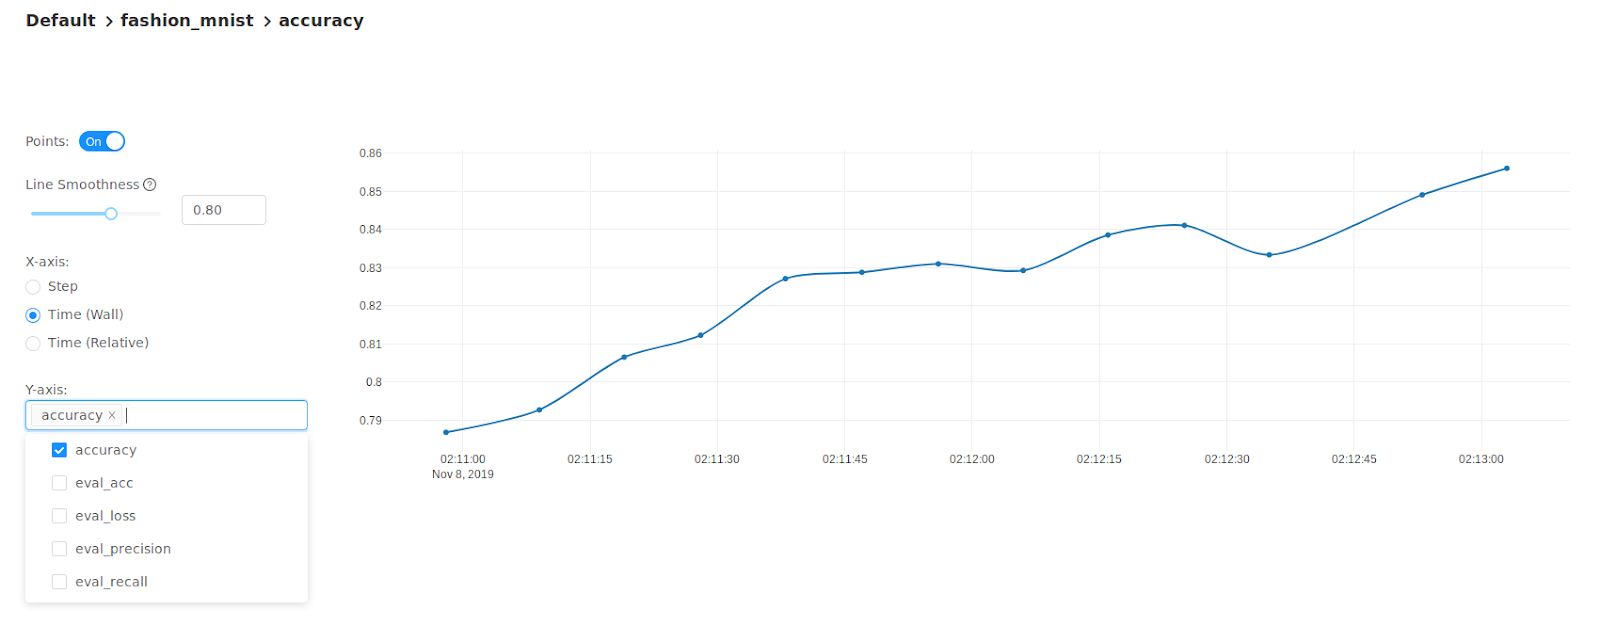 Default > fashion_mnist > accuracy
Points: On
Line Smoothness ?
0.80
X-axis:
Step
Time (Wall)
Time (Relative)
Y-axis:
accuracy ×
accuracy
eval_acc
eval_loss
eval_precision
eval_recall
0.86
0.85
0.84
0.83
0.82
0.81
0.8
0.79
02:11:00 02:11:15 02:11:30 02:11:45 02:12:00 02:12:15 02:12:30 02:12:45 02:13:00
Nov 8, 2019